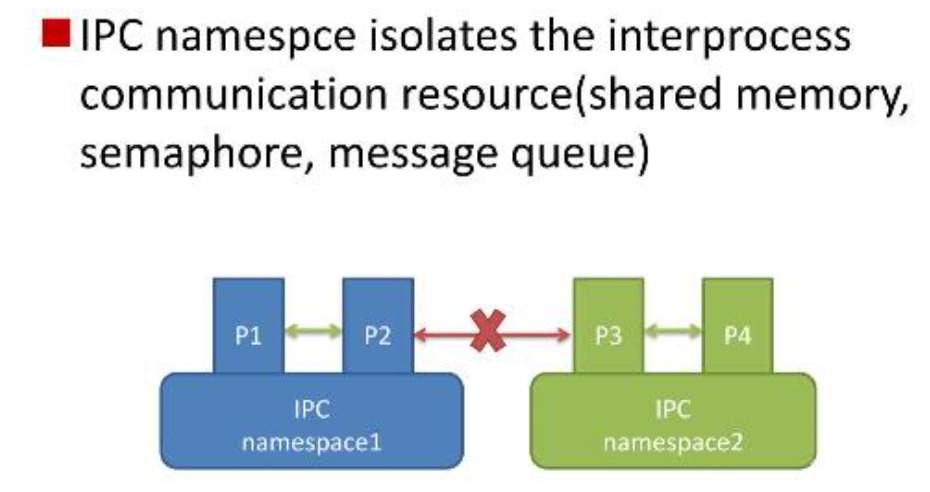 IPC namespce isolates the interprocess
communication resource(shared memory,
semaphore, message queue)
P1
P2
P3
P4
IPC
namespace1
IPC
namespace2